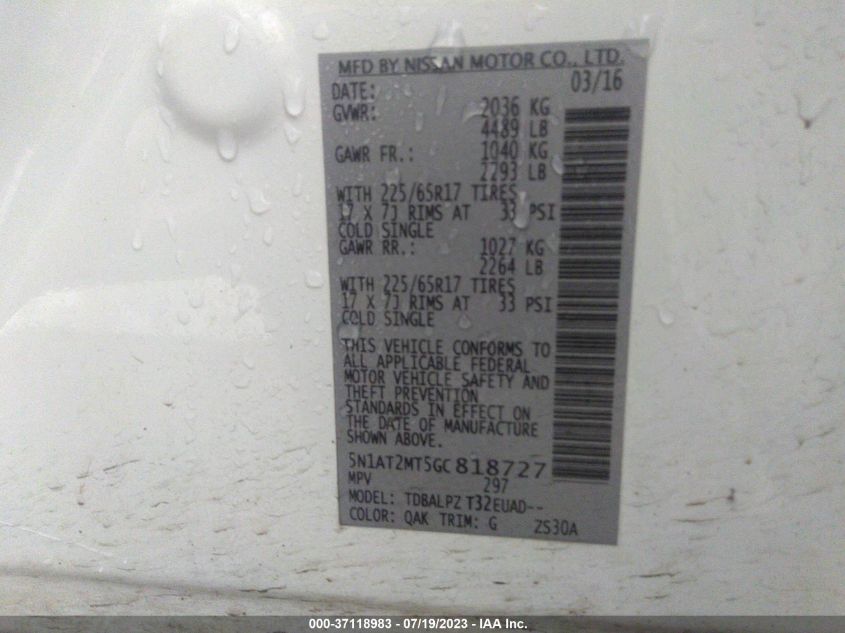 MFD BY NISSAN MOTOR CO., LTD.
DATE: 03/16
GVWR: 2036 KG
4489 LB
GAWR FR.: 1040 KG
2293 LB
WITH 225/65R17 TIRES
17 X 7J RIMS AT 33 PSI
COLD SINGLE
GAWR RR.: 1027 KG
2264 LB
WITH 225/65R17 TIRES
17 X 7J RIMS AT 33 PSI
COLD SINGLE
THIS VEHICLE CONFORMS TO
ALL APPLICABLE FEDERAL
MOTOR VEHICLE SAFETY AND
THEFT PREVENTION
STANDARDS IN EFFECT ON
THE DATE OF MANUFACTURE
SHOWN ABOVE.
5N1AT2MT5GC818727
MPV 297
MODEL: TDBALPZ T32EUAD--
COLOR: QAK TRIM: G ZS30A
000-37118983 - 07/19/2023 - IAA Inc.